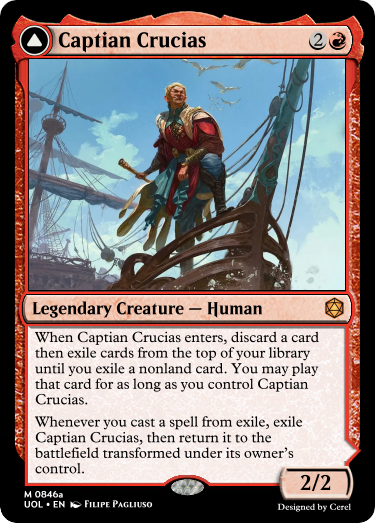 Captian Crucias 2
Legendary Creature — Human
When Captian Crucias enters, discard a card
then exile cards from the top of your library
until you exile a nonland card. You may play
that card for as long as you control Captian
Crucias.
Whenever you cast a spell from exile, exile
Captian Crucias, then return it to the
battlefield transformed under its owner's
control.
2/2
M 0846a
UOL • EN Filipe Pagliuso
Designed by Cerel